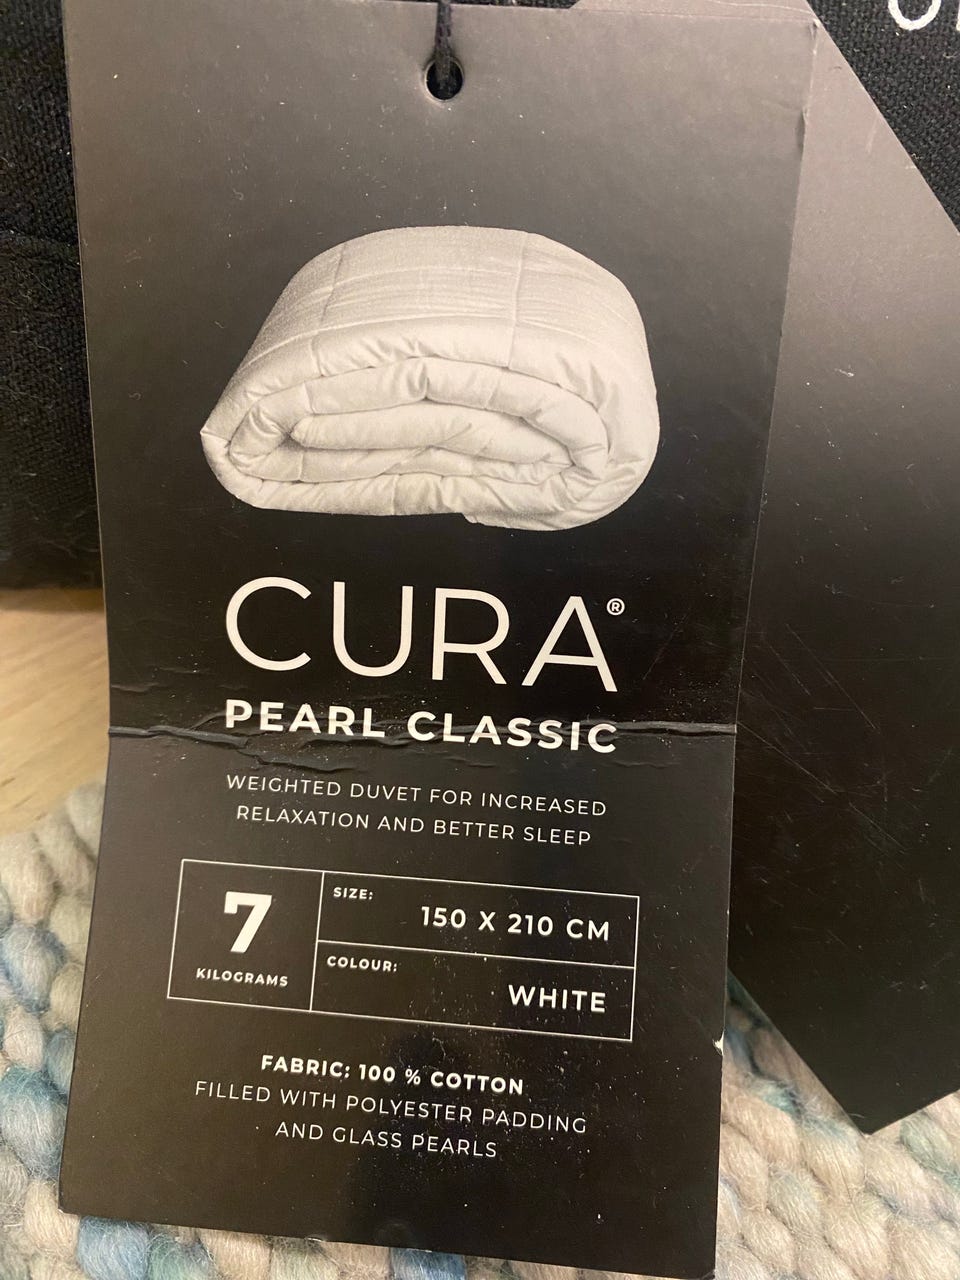 CURA®
PEARL CLASSIC
WEIGHTED DUVET FOR INCREASED
RELAXATION AND BETTER SLEEP
7
KILOGRAMS
SIZE:
150 X 210 CM
COLOUR:
WHITE
FABRIC: 100 % COTTON
FILLED WITH POLYESTER PADDING
AND GLASS PEARLS